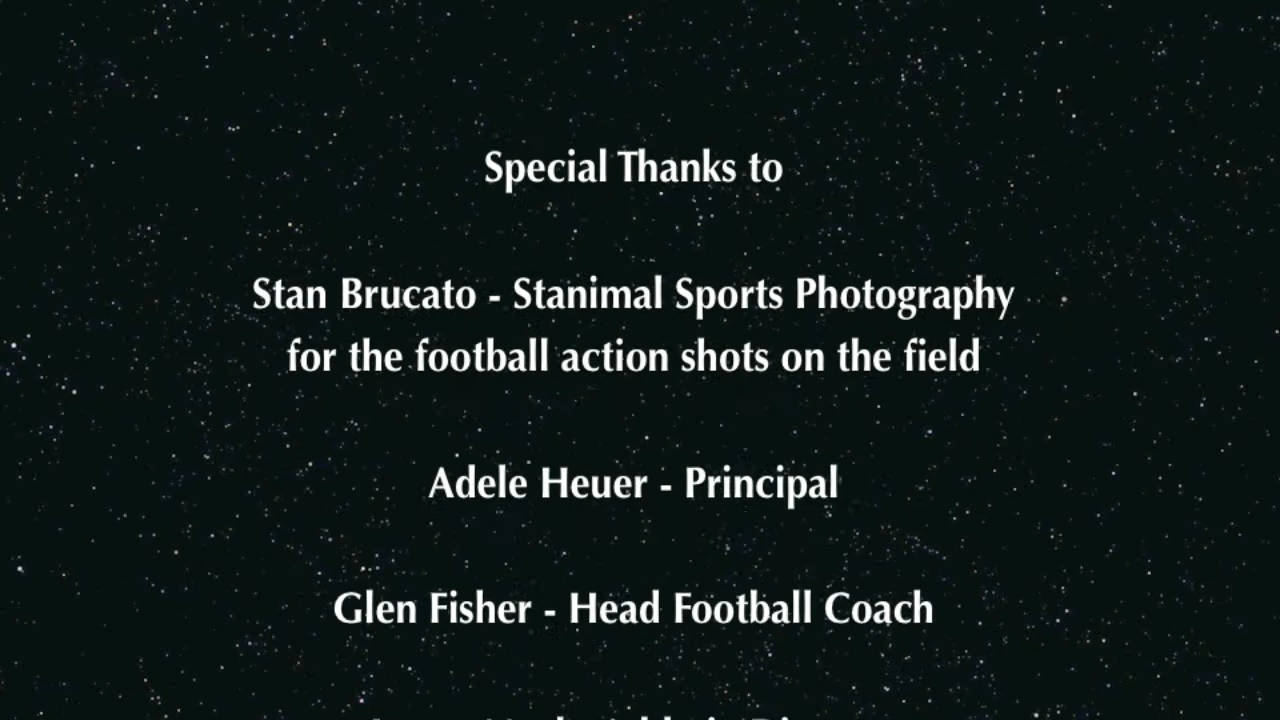 Special Thanks to
Stan Brucato - Stanimal Sports Photography
for the football action shots on the field
Adele Heuer - Principal
Glen Fisher - Head Football Coach